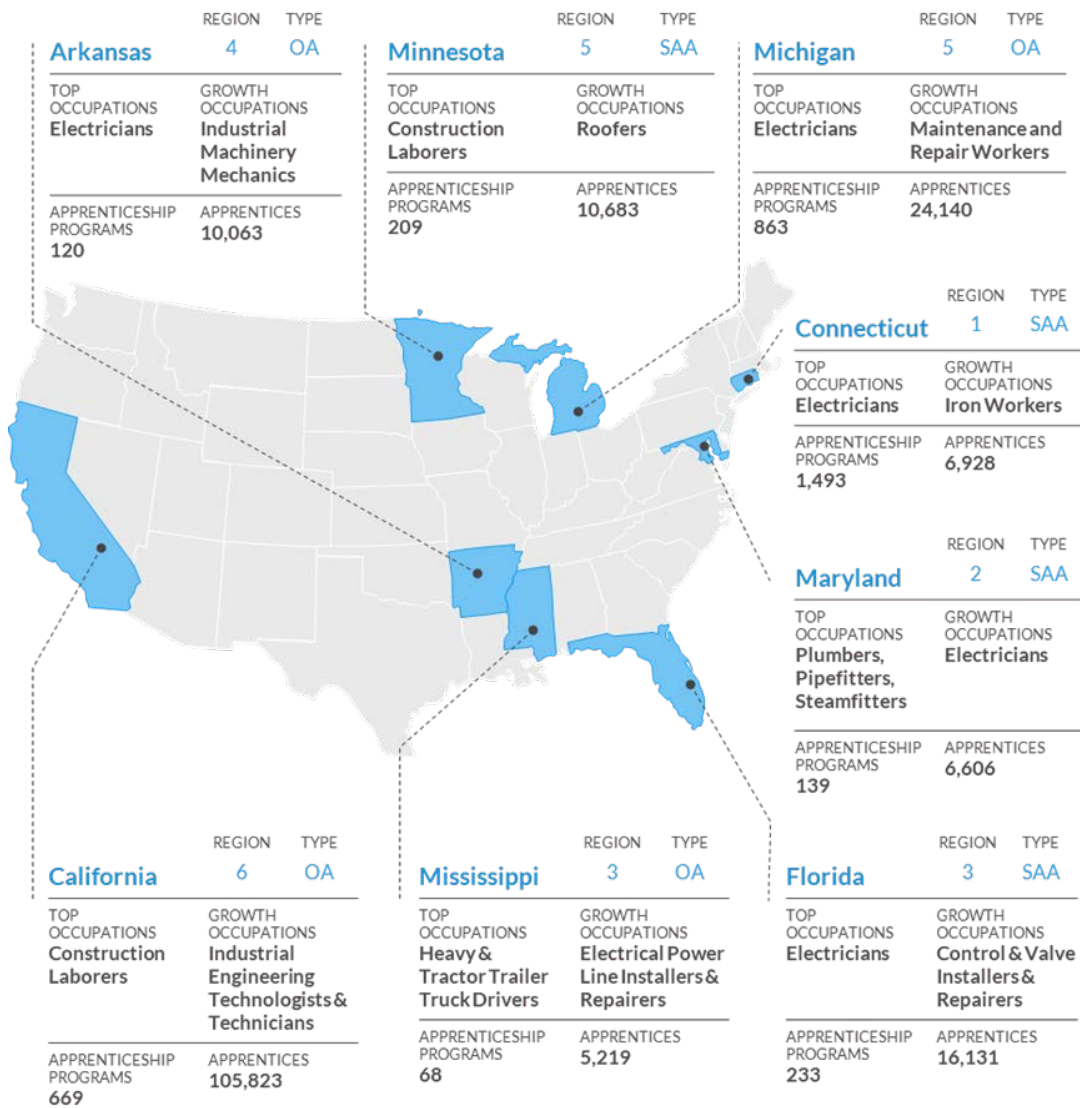 REGION TYPE
Arkansas 4 OA
TOP OCCUPATIONS
GROWTH OCCUPATIONS
Electricians
Industrial
Machinery
Mechanics
APPRENTICESHIP
PROGRAMS
120
APPRENTICES
10,063
REGION TYPE
Minnesota 5 SAA
TOP
OCCUPATIONS
Construction
Laborers
GROWTH
OCCUPATIONS
Roofers
APPRENTICESHIP
PROGRAMS
209
APPRENTICES
10,683
REGION TYPE
Michigan 5 OA
TOP
OCCUPATIONS
Electricians
GROWTH
OCCUPATIONS
Maintenance and
Repair Workers
APPRENTICESHIP
PROGRAMS
863
APPRENTICES
24,140
REGION TYPE
Connecticut 1 SAA
TOP
OCCUPATIONS
Electricians
GROWTH
OCCUPATIONS
Iron Workers
APPRENTICESHIP
PROGRAMS
1,493
APPRENTICES
6,928
REGION TYPE
Maryland 2 SAA
TOP
OCCUPATIONS
Plumbers,
Pipefitters,
Steamfitters
GROWTH
OCCUPATIONS
Electricians
APPRENTICESHIP
PROGRAMS
139
APPRENTICES
6,606
REGION TYPE
California 6 OA
TOP
OCCUPATIONS
Construction
Laborers
GROWTH
OCCUPATIONS
Industrial
Engineering
Technologists &
Technicians
APPRENTICESHIP
PROGRAMS
669
APPRENTICES
105,823
REGION TYPE
Mississippi 3 OA
TOP
OCCUPATIONS
Heavy &
Tractor Trailer
Truck Drivers
GROWTH
OCCUPATIONS
Electrical Power
Line Installers &
Repairers
APPRENTICESHIP
PROGRAMS
68
APPRENTICES
5,219
REGION TYPE
Florida 3 SAA
TOP
OCCUPATIONS
Electricians
GROWTH
OCCUPATIONS
Control & Valve
Installers &
Repairers
APPRENTICESHIP
PROGRAMS
233
APPRENTICES
16,131